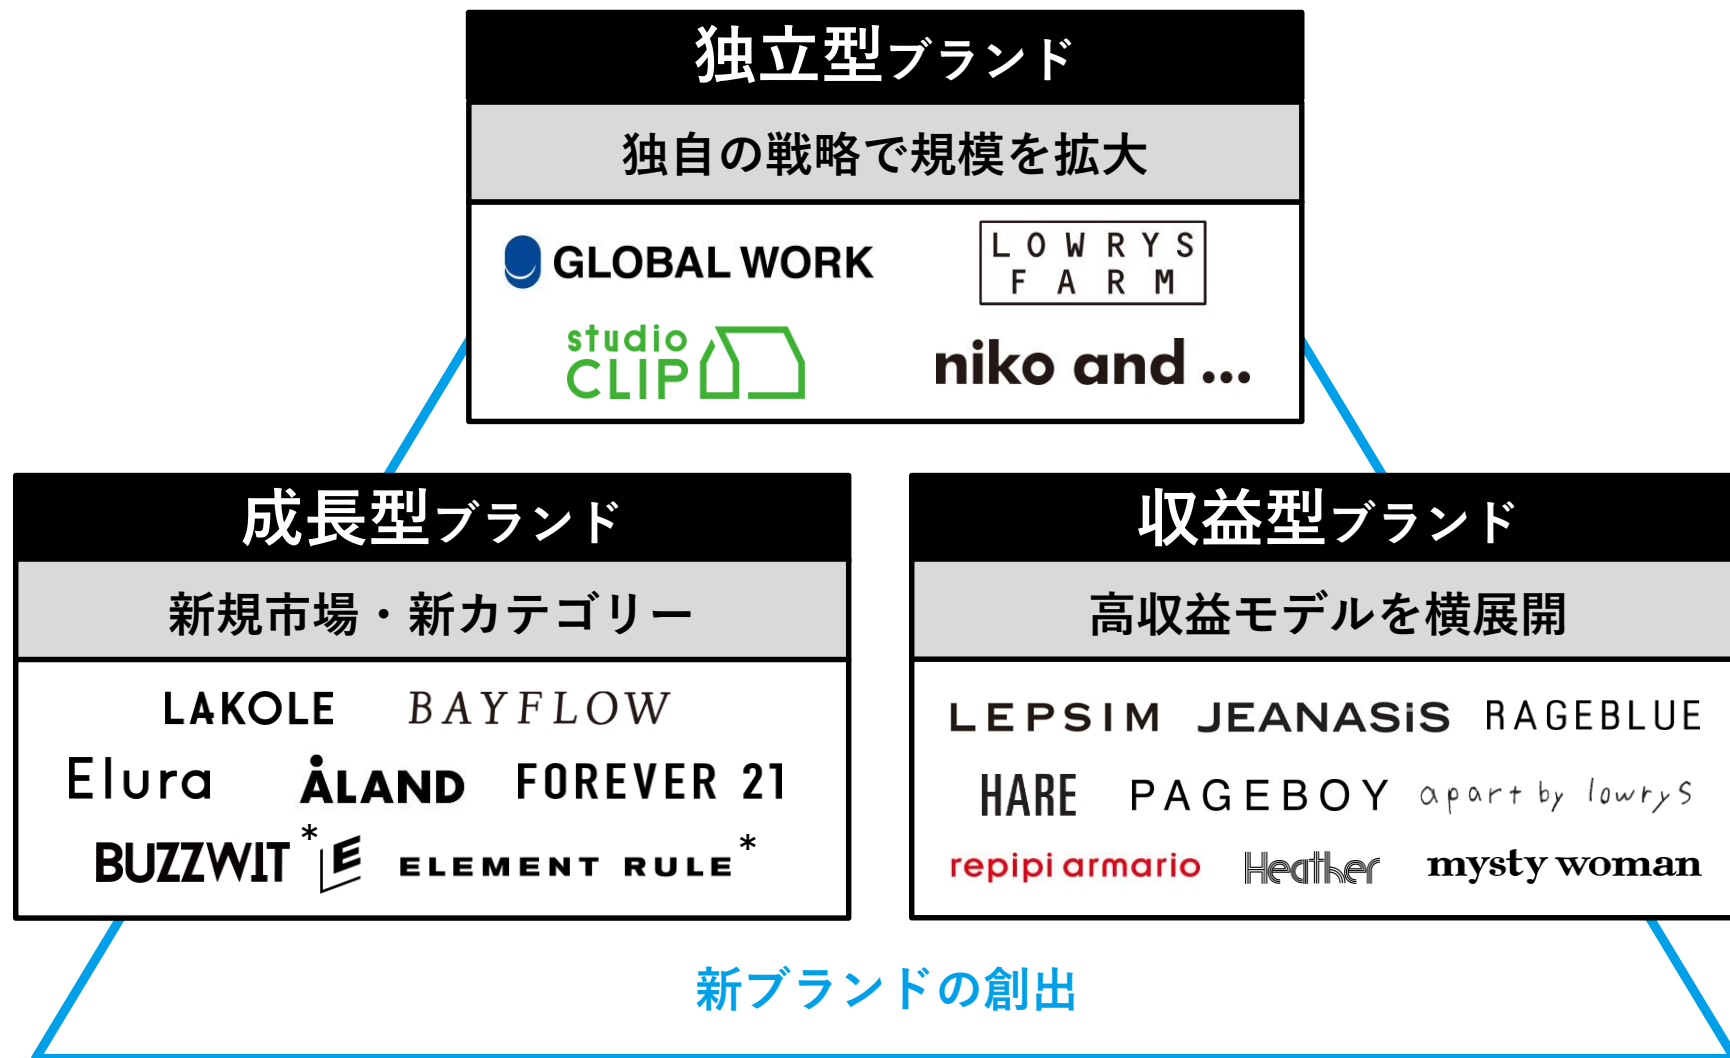 独立型ブランド
独自の戦略で規模を拡大
GLOBAL WORK
LOWRYS
FARM
studio
CLIP
niko and ...
成長型ブランド
新規市場・新カテゴリー
LAKOLE BAYFLOW
Elura ÅLAND FOREVER 21
BUZZWIT* E ELEMENT RULE*
収益型ブランド
高収益モデルを横展開
LEPSIM JEANASiS RAGEBLUE
HARE PAGEBOY apart by lowrys
repipi armario Heather mysty woman
新ブランドの創出